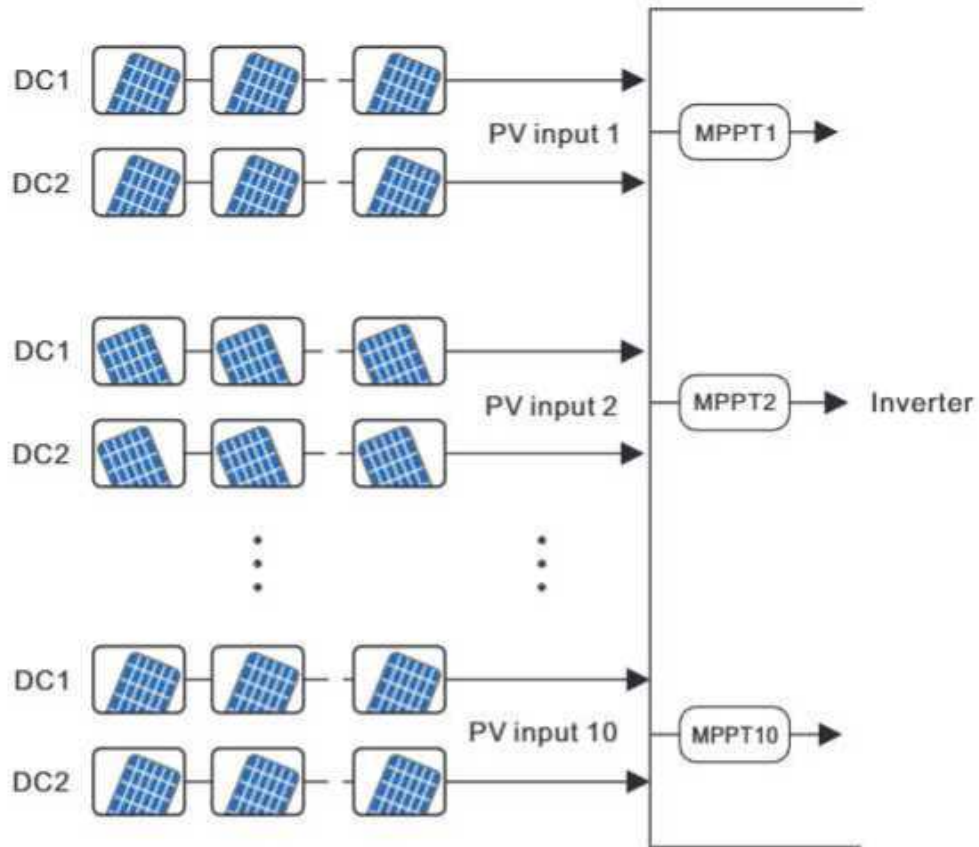 DC1
PV input 1
MPPT1
DC2
DC1
PV input 2
MPPT2
Inverter
DC2
DC1
PV input 10
MPPT10
DC2